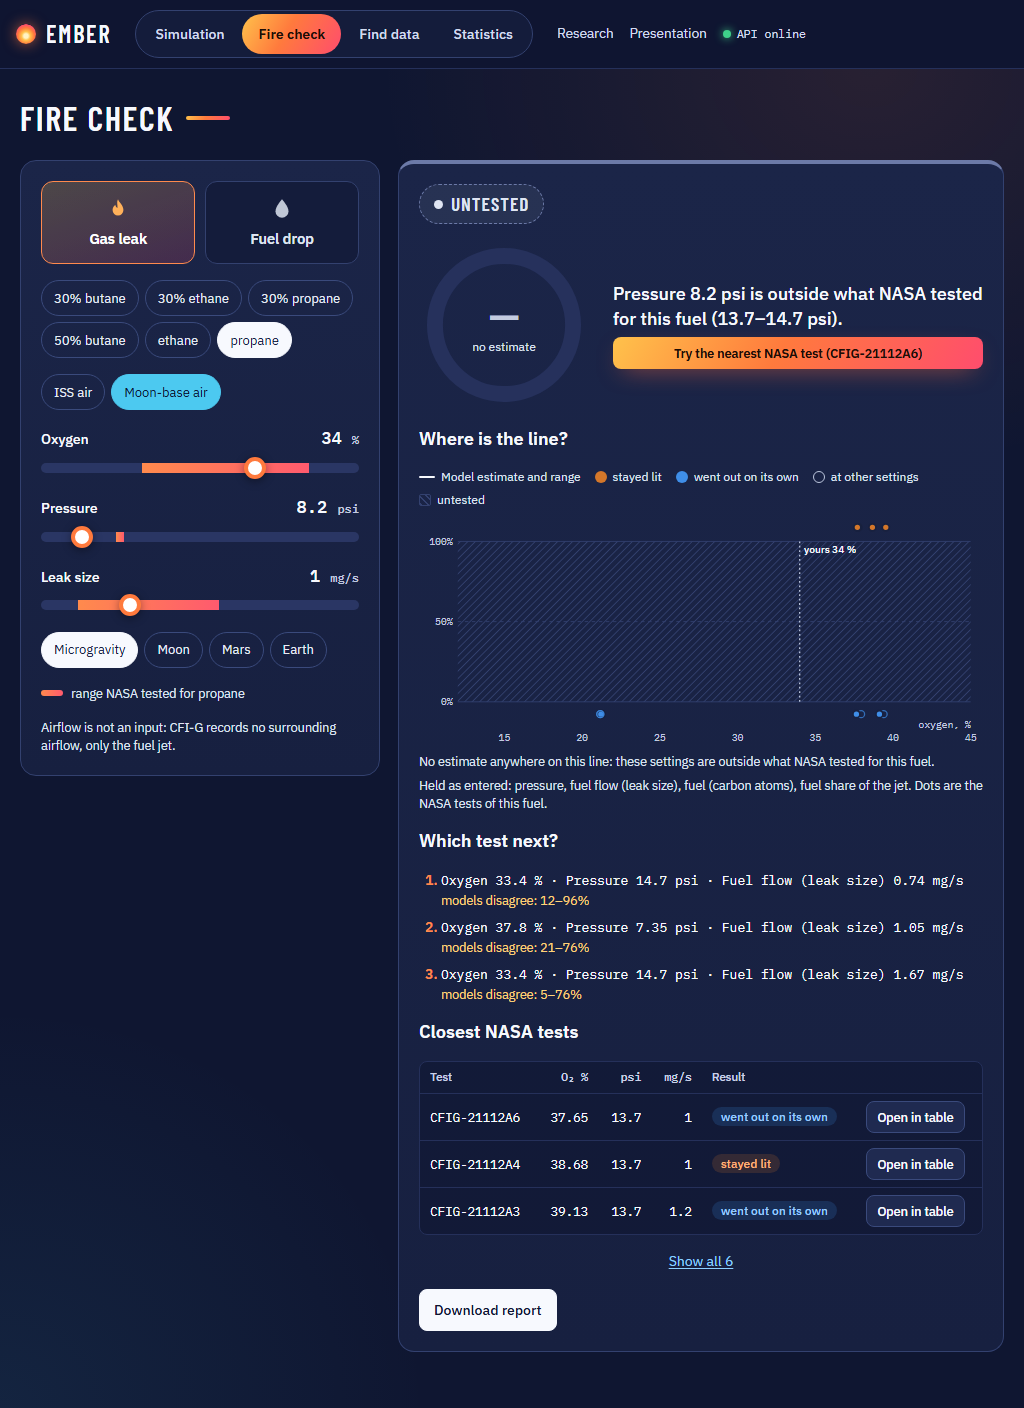 EMBER
Simulation
Fire check
Find data
Statistics
Research
Presentation
API online
FIRE CHECK
Gas leak
Fuel drop
30% butane
30% ethane
30% propane
50% butane
ethane
propane
ISS air
Moon-base air
Oxygen
34 %
Pressure
8.2 psi
Leak size
1 mg/s
Microgravity
Moon
Mars
Earth
range NASA tested for propane
Airflow is not an input: CFI-G records no surrounding
airflow, only the fuel jet.
UNTESTED
—
no estimate
Pressure 8.2 psi is outside what NASA tested
for this fuel (13.7–14.7 psi).
Try the nearest NASA test (CFIG-21112A6)
Where is the line?
Model estimate and range
stayed lit
went out on its own
at other settings
untested
100%
yours 34 %
50%
0%
oxygen, %
15 20 25 30 35 40 45
No estimate anywhere on this line: these settings are outside what NASA tested for this fuel.
Held as entered: pressure, fuel flow (leak size), fuel (carbon atoms), fuel share of the jet. Dots are the
NASA tests of this fuel.
Which test next?
1. Oxygen 33.4 % · Pressure 14.7 psi · Fuel flow (leak size) 0.74 mg/s
models disagree: 12–96%
2. Oxygen 37.8 % · Pressure 7.35 psi · Fuel flow (leak size) 1.05 mg/s
models disagree: 21–76%
3. Oxygen 33.4 % · Pressure 14.7 psi · Fuel flow (leak size) 1.67 mg/s
models disagree: 5–76%
Closest NASA tests
Test O₂ % psi mg/s Result
CFIG-21112A6 37.65 13.7 1 went out on its own Open in table
CFIG-21112A4 38.68 13.7 1 stayed lit Open in table
CFIG-21112A3 39.13 13.7 1.2 went out on its own Open in table
Show all 6
Download report